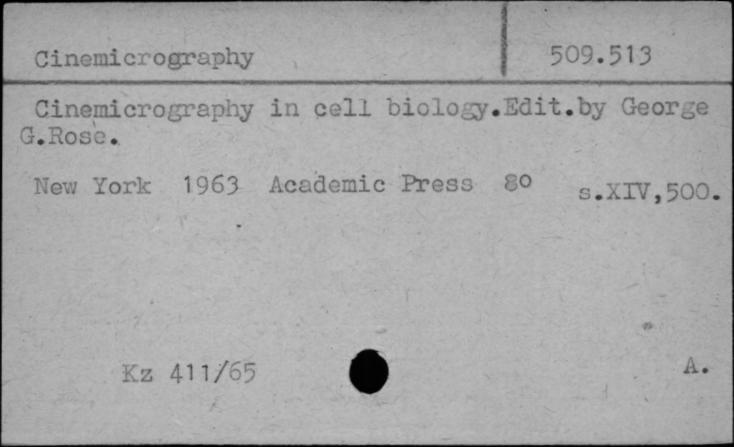 Cinemicrography 509.513
Cinemicrography in cell biology.Edit.by George
G.Rose.
New York 1963 Academic Press 8o s.XIV,500.
Kz 411/65 A.